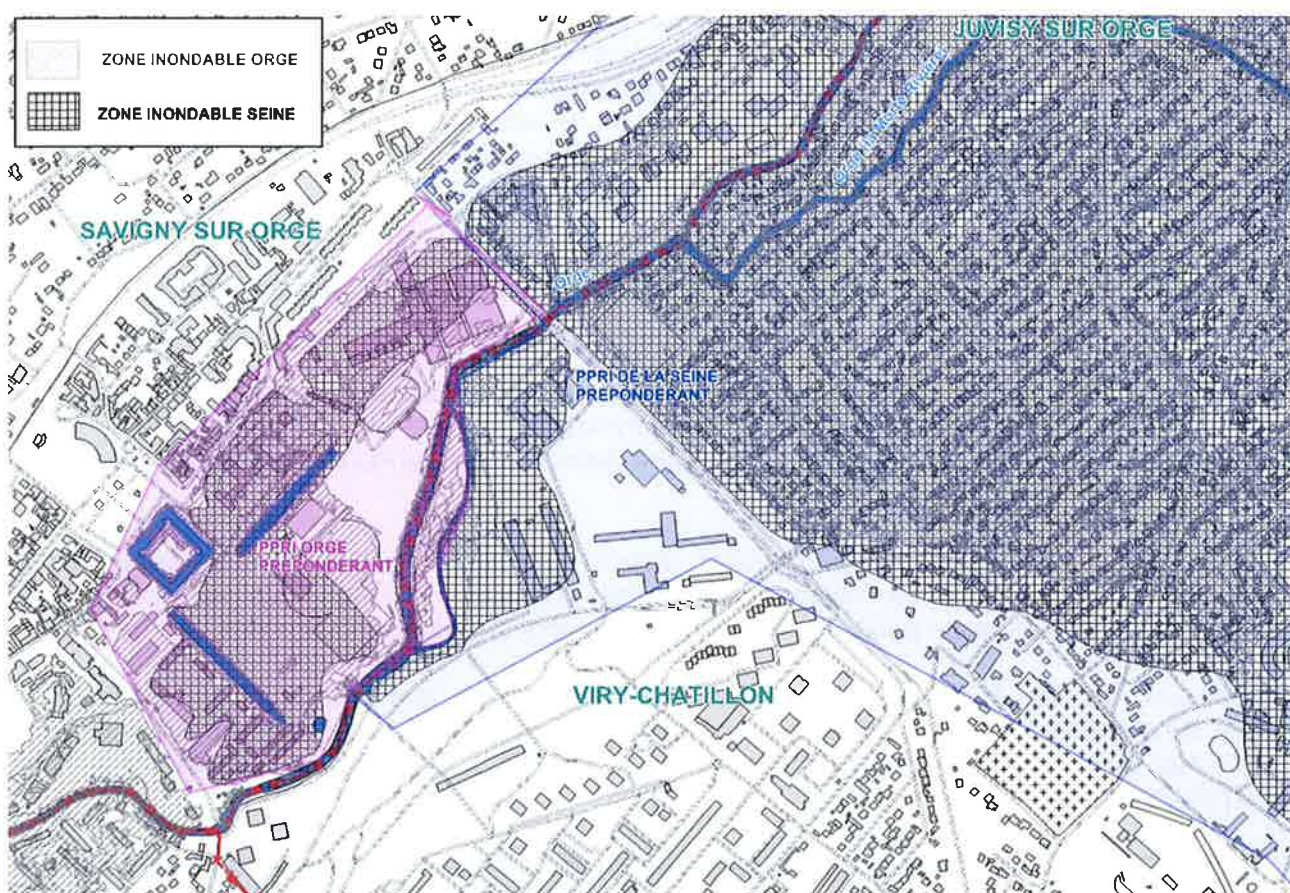 ZONE INONDABLE ORGE
ZONE INONDABLE SEINE
JUVISY SUR ORGE
SAVIGNY SUR ORGE
Orge
PPRI DE LA SEINE
PREPONDERANT
PPRI ORGE
PREPONDERANT
VIRY-CHATILLON